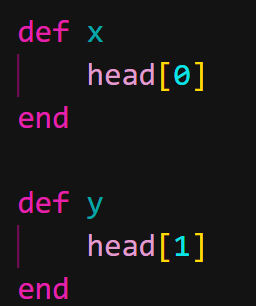 def x
    head[0]
end

def y
    head[1]
end